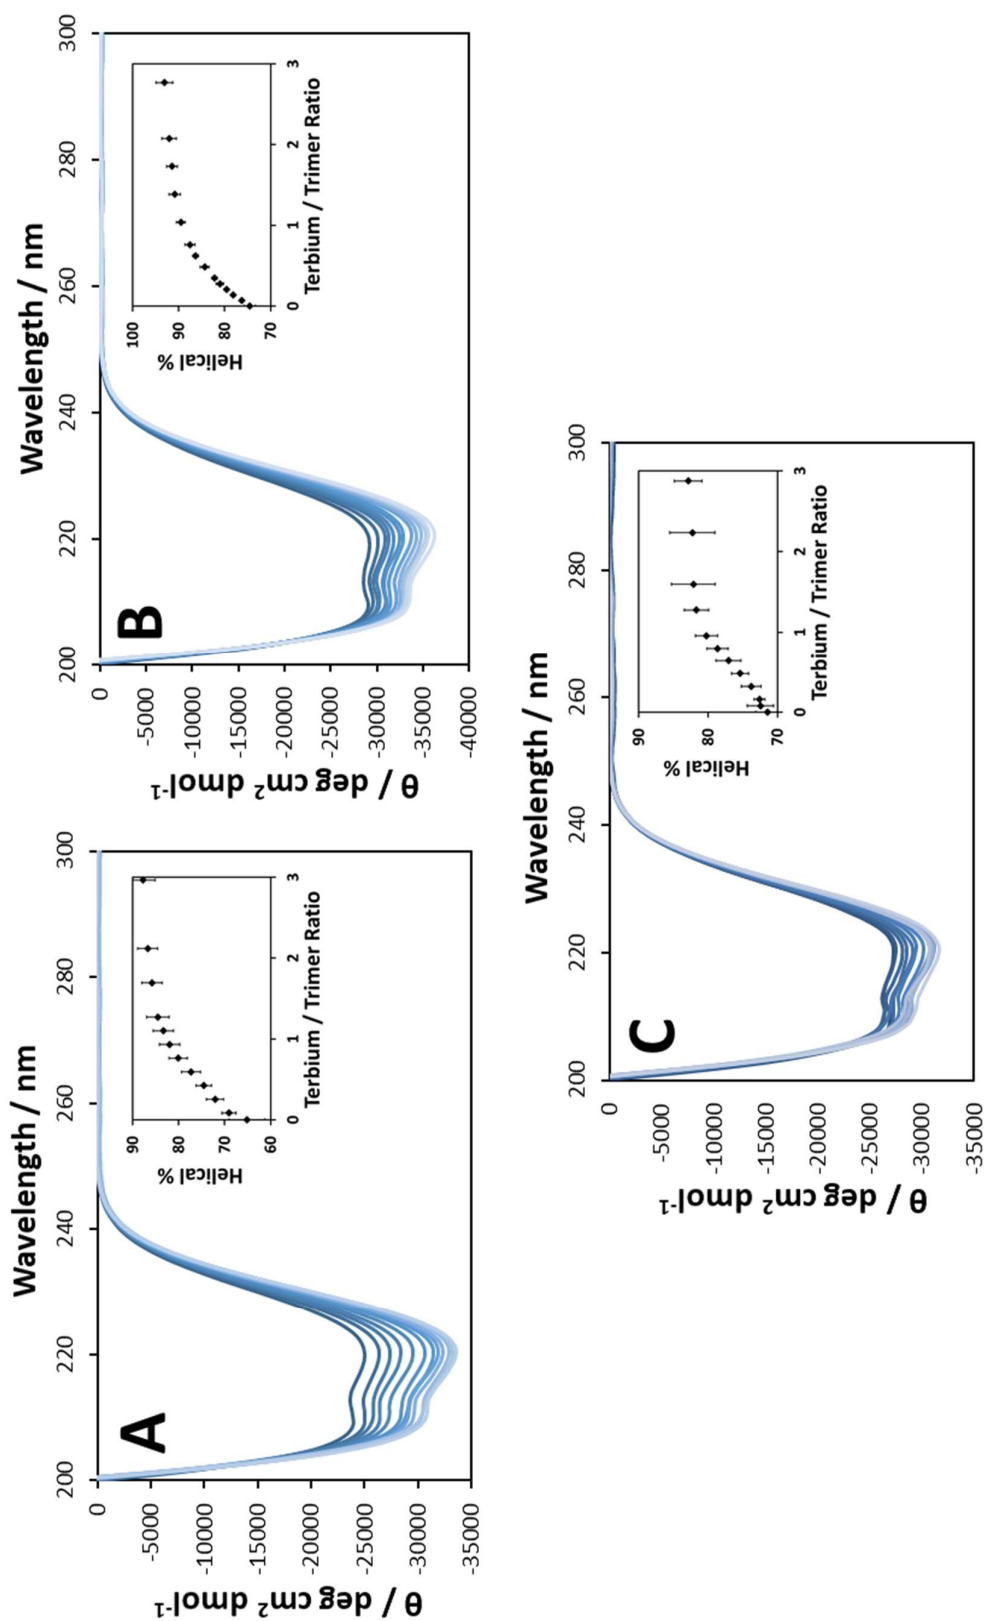 A
Wavelength / nm
200 220 240 260 280 300
0
-5000
-10000
-15000
-20000
-25000
-30000
-35000
θ / deg cm² dmol⁻¹
90
80
70
60
Helical %
0 1 2 3
Terbium / Trimer Ratio
B
Wavelength / nm
200 220 240 260 280 300
0
-5000
-10000
-15000
-20000
-25000
-30000
-35000
-40000
θ / deg cm² dmol⁻¹
100
90
80
70
Helical %
0 1 2 3
Terbium / Trimer Ratio
C
Wavelength / nm
200 220 240 260 280 300
0
-5000
-10000
-15000
-20000
-25000
-30000
-35000
θ / deg cm² dmol⁻¹
90
80
70
Helical %
0 1 2 3
Terbium / Trimer Ratio